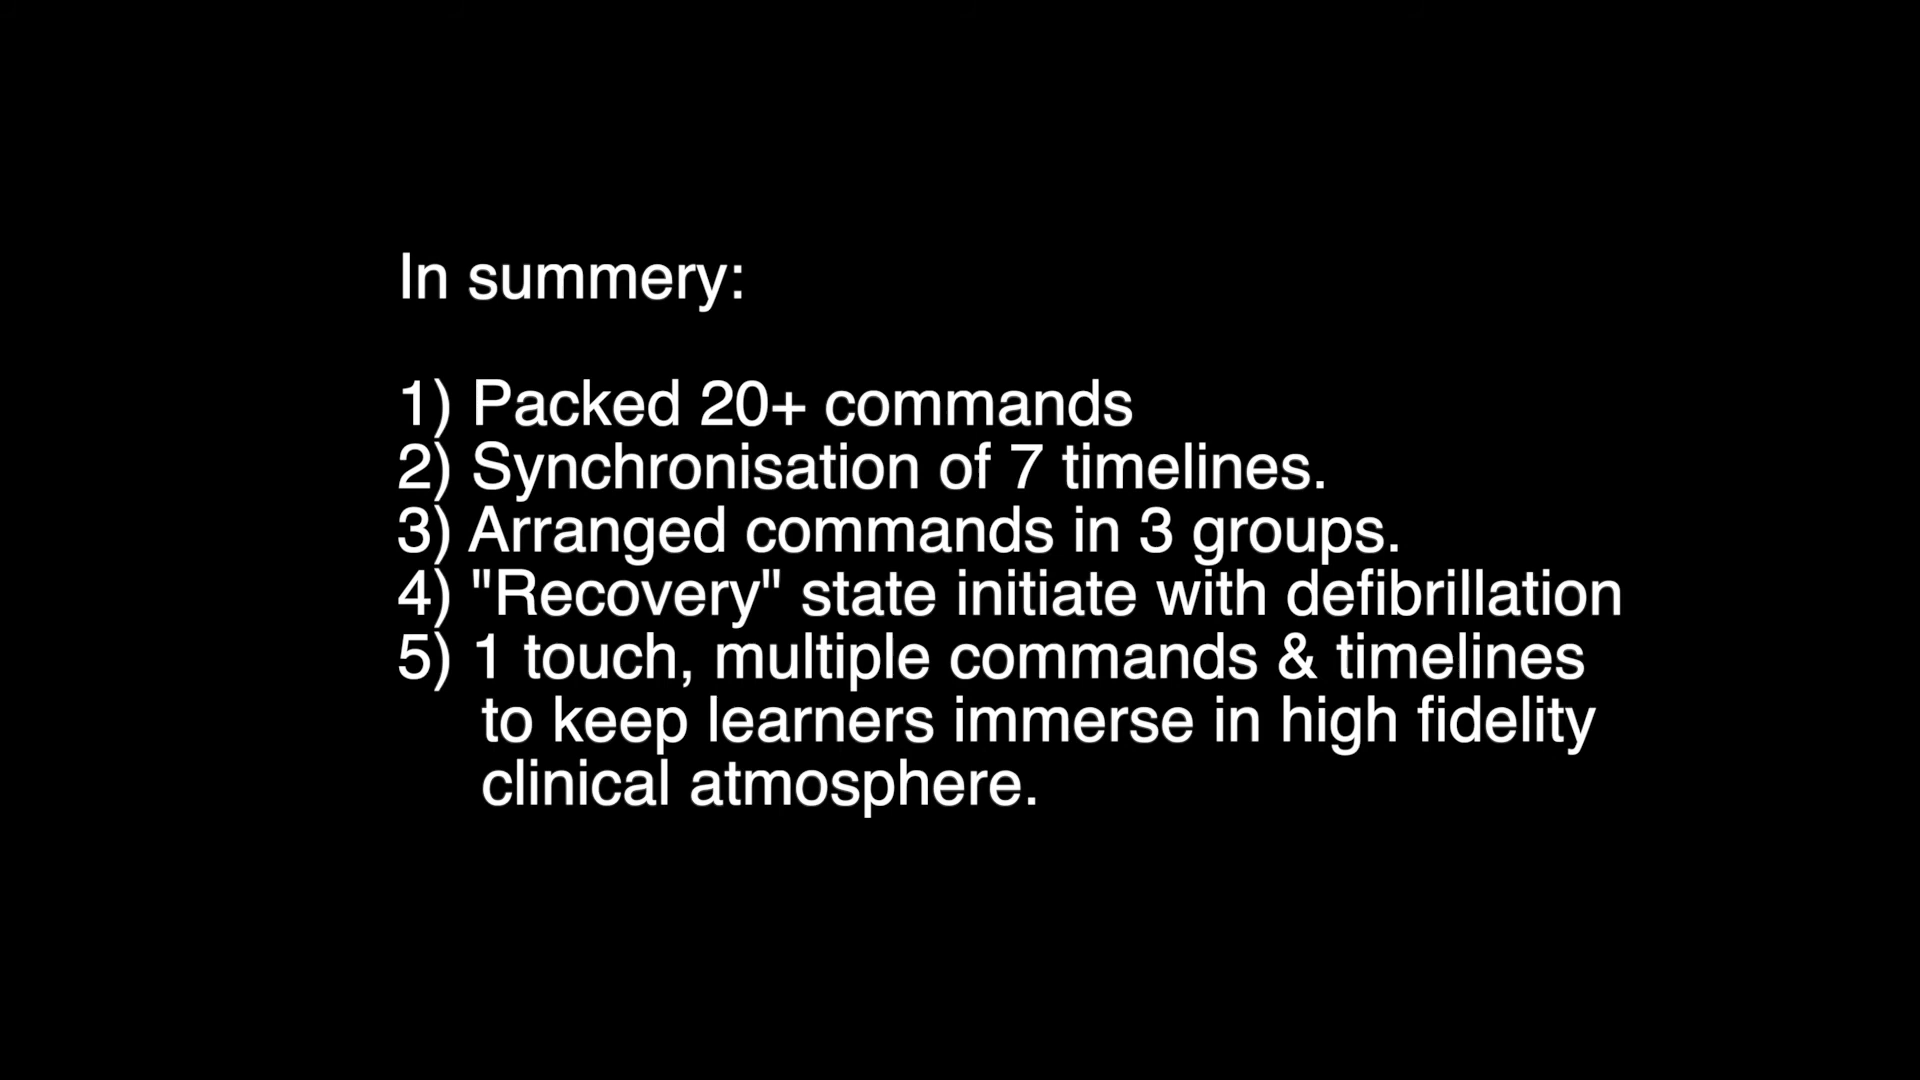 In summery:
1) Packed 20+ commands
2) Synchronisation of 7 timelines.
3) Arranged commands in 3 groups.
4) "Recovery" state initiate with defibrillation
5) 1 touch, multiple commands & timelines
to keep learners immerse in high fidelity
clinical atmosphere.